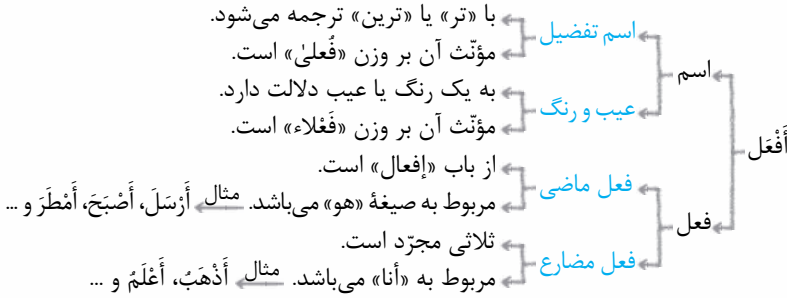 با «تر» یا «ترین» ترجمه می‌شود.
اسم تفضیل
مؤنّث آن بر وزن «فُعلیٰ» است.
اسم
به یک رنگ یا عیب دلالت دارد.
عیب و رنگ
مؤنّث آن بر وزن «فَعْلاء» است.
أَفْعَل
از باب «إفعال» است.
فعل ماضی
مربوط به صیغهٔ «هو» می‌باشد. مثال أَرْسَلَ، أَصْبَحَ، أَمْطَرَ و ...
فعل
ثلاثی مجرّد است.
فعل مضارع
مربوط به «أنا» می‌باشد. مثال أَذْهَبُ، أَعْلَمُ و ...